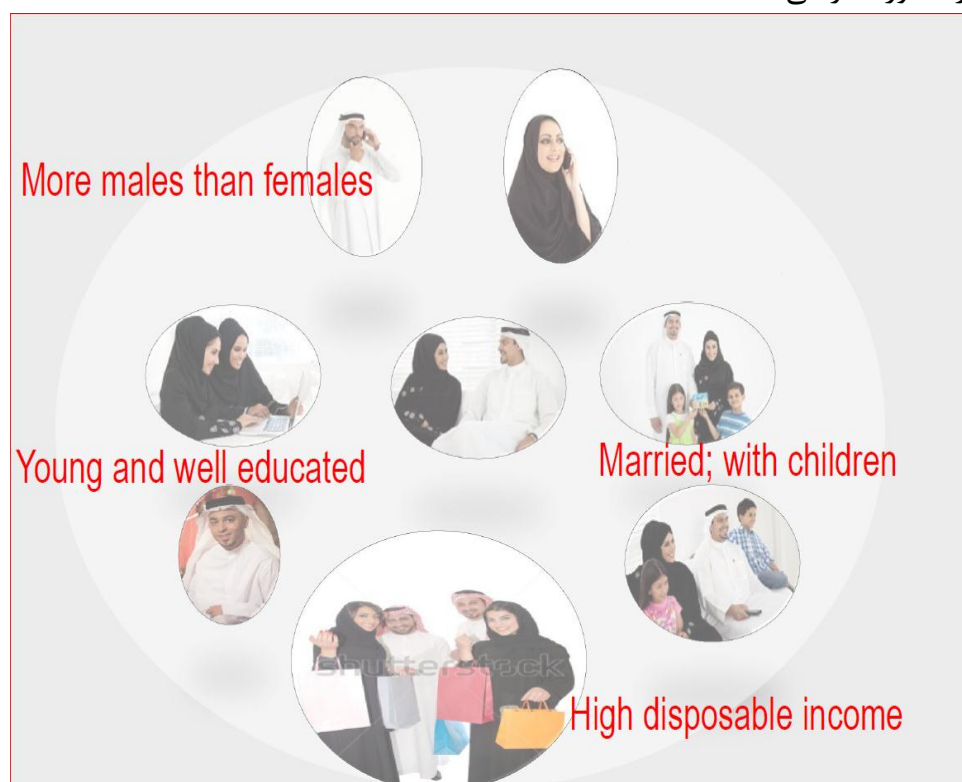 More males than females
Young and well educated
Married; with children
shutterstock
High disposable income